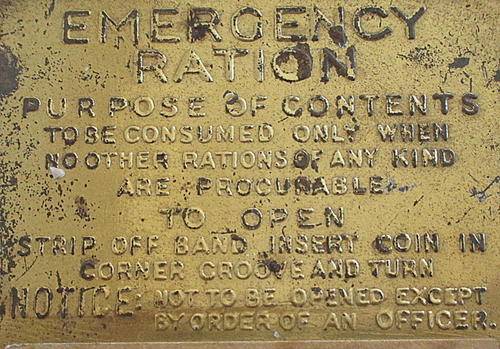 EMERGENCY
RATION
PURPOSE OF CONTENTS
TO BE CONSUMED ONLY WHEN
NO OTHER RATIONS OF ANY KIND
ARE PROCURABLE
TO OPEN
STRIP OFF BAND INSERT COIN IN
CORNER GROOVE AND TURN
NOTICE: NOT TO BE OPENED EXCEPT
BY ORDER OF AN OFFICER.